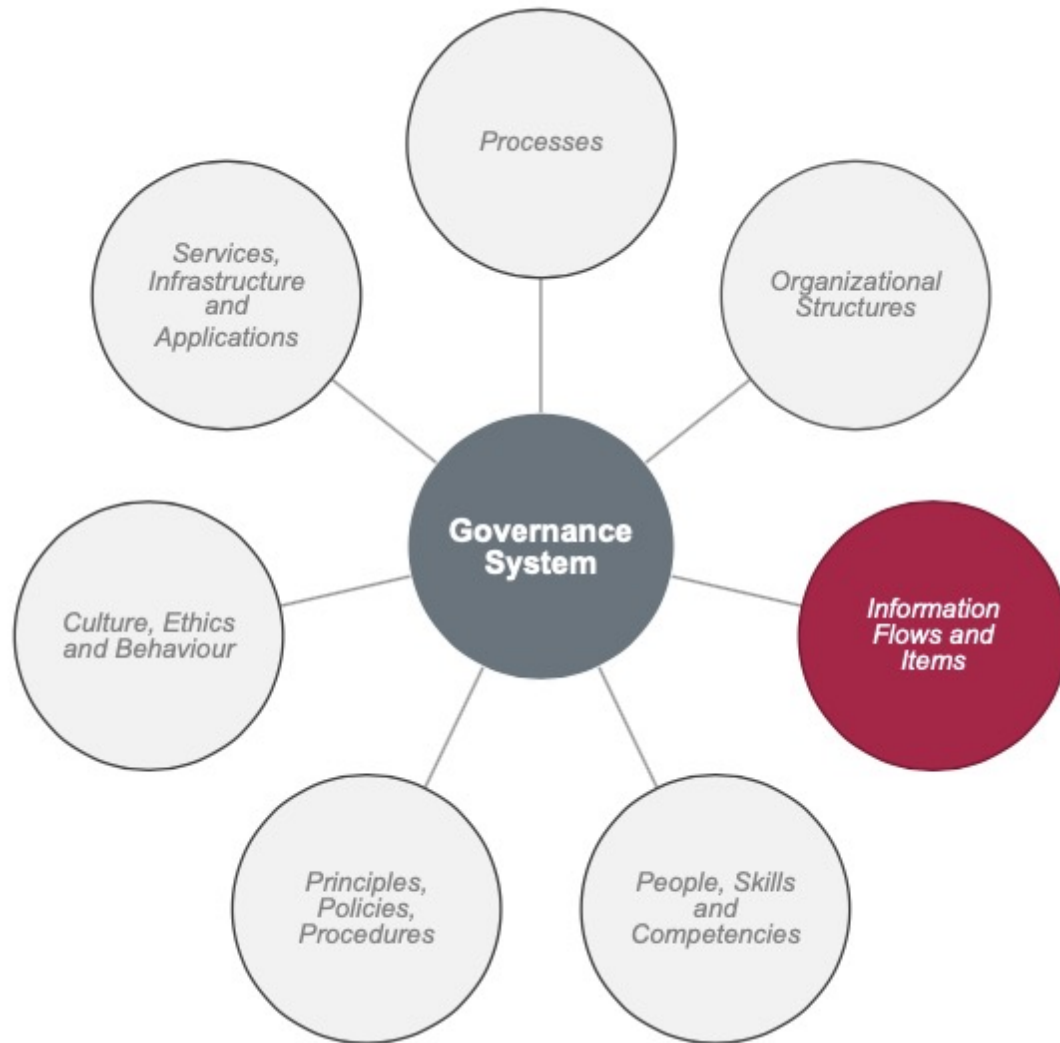 Processes
Services,
Infrastructure
and
Applications
Organizational
Structures
Governance
System
Culture, Ethics
and Behaviour
Information
Flows and
Items
Principles,
Policies,
Procedures
People, Skills
and
Competencies